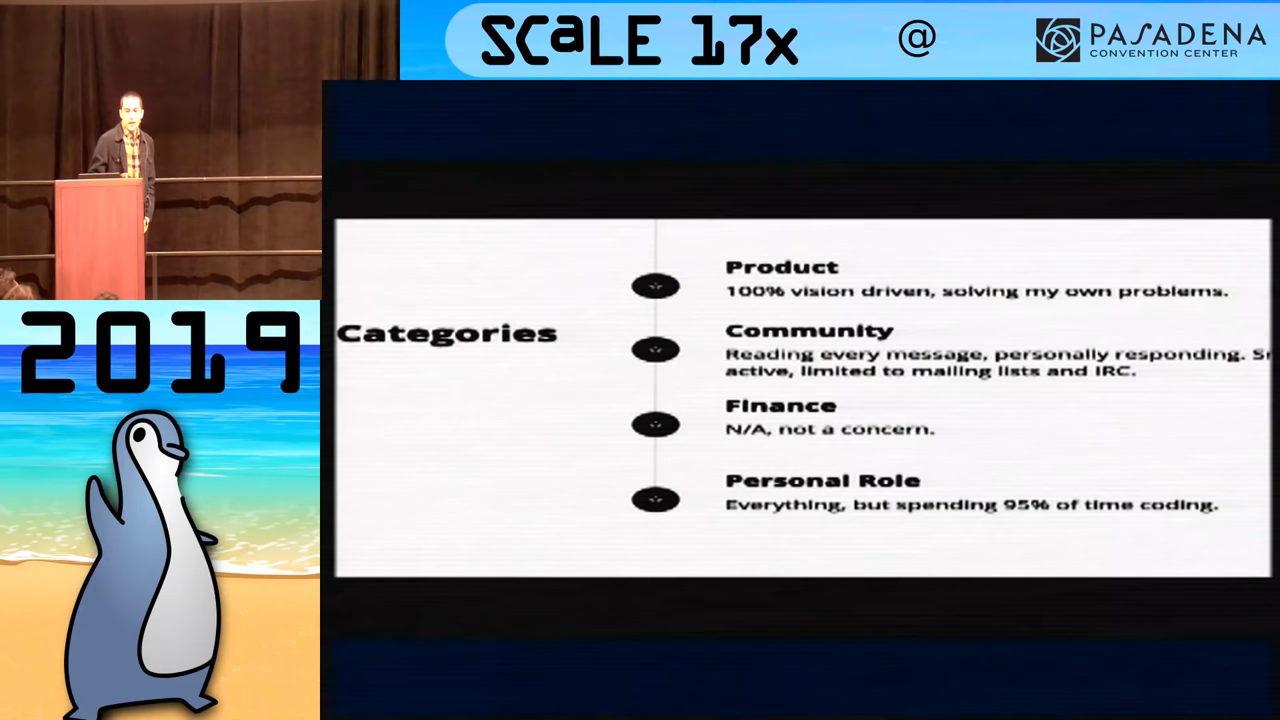 SCaLE 17x
@
PASADENA
CONVENTION CENTER
2019
Categories
Product
100% vision driven, solving my own problems.
Community
Reading every message, personally responding.
active, limited to mailing lists and IRC.
Finance
N/A, not a concern.
Personal Role
Everything, but spending 95% of time coding.